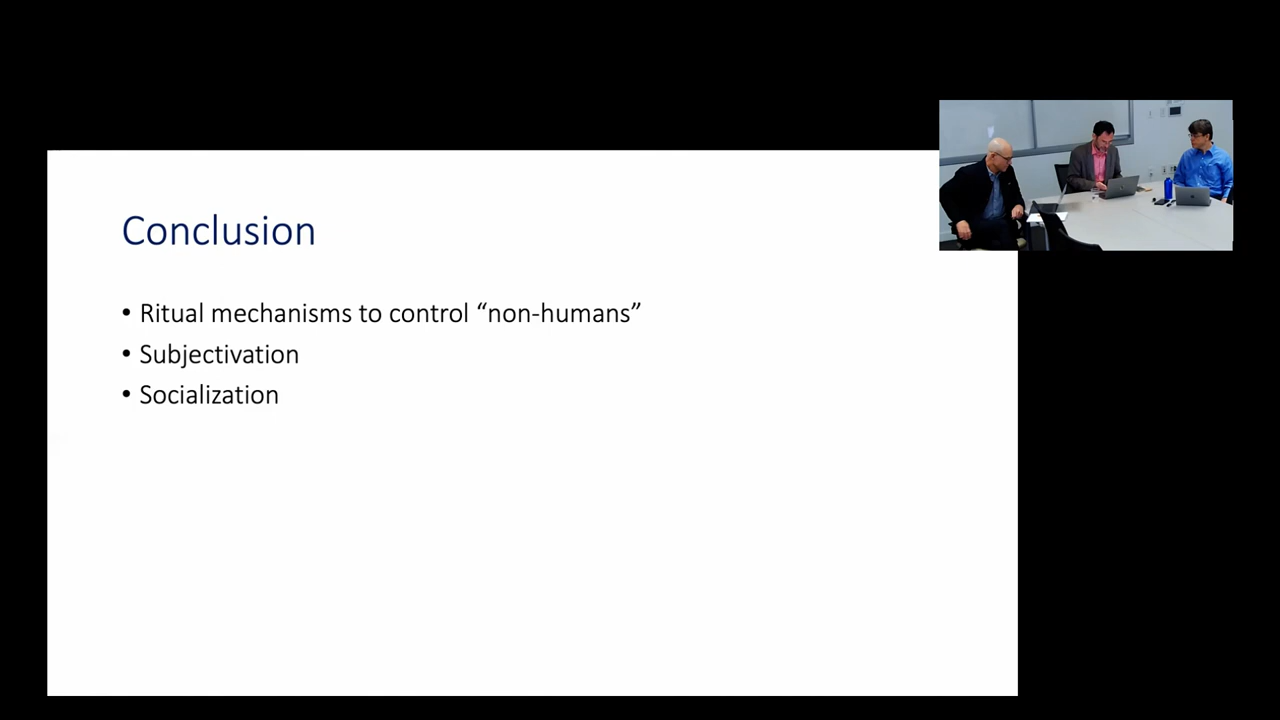 Conclusion
• Ritual mechanisms to control “non-humans”
• Subjectivation
• Socialization